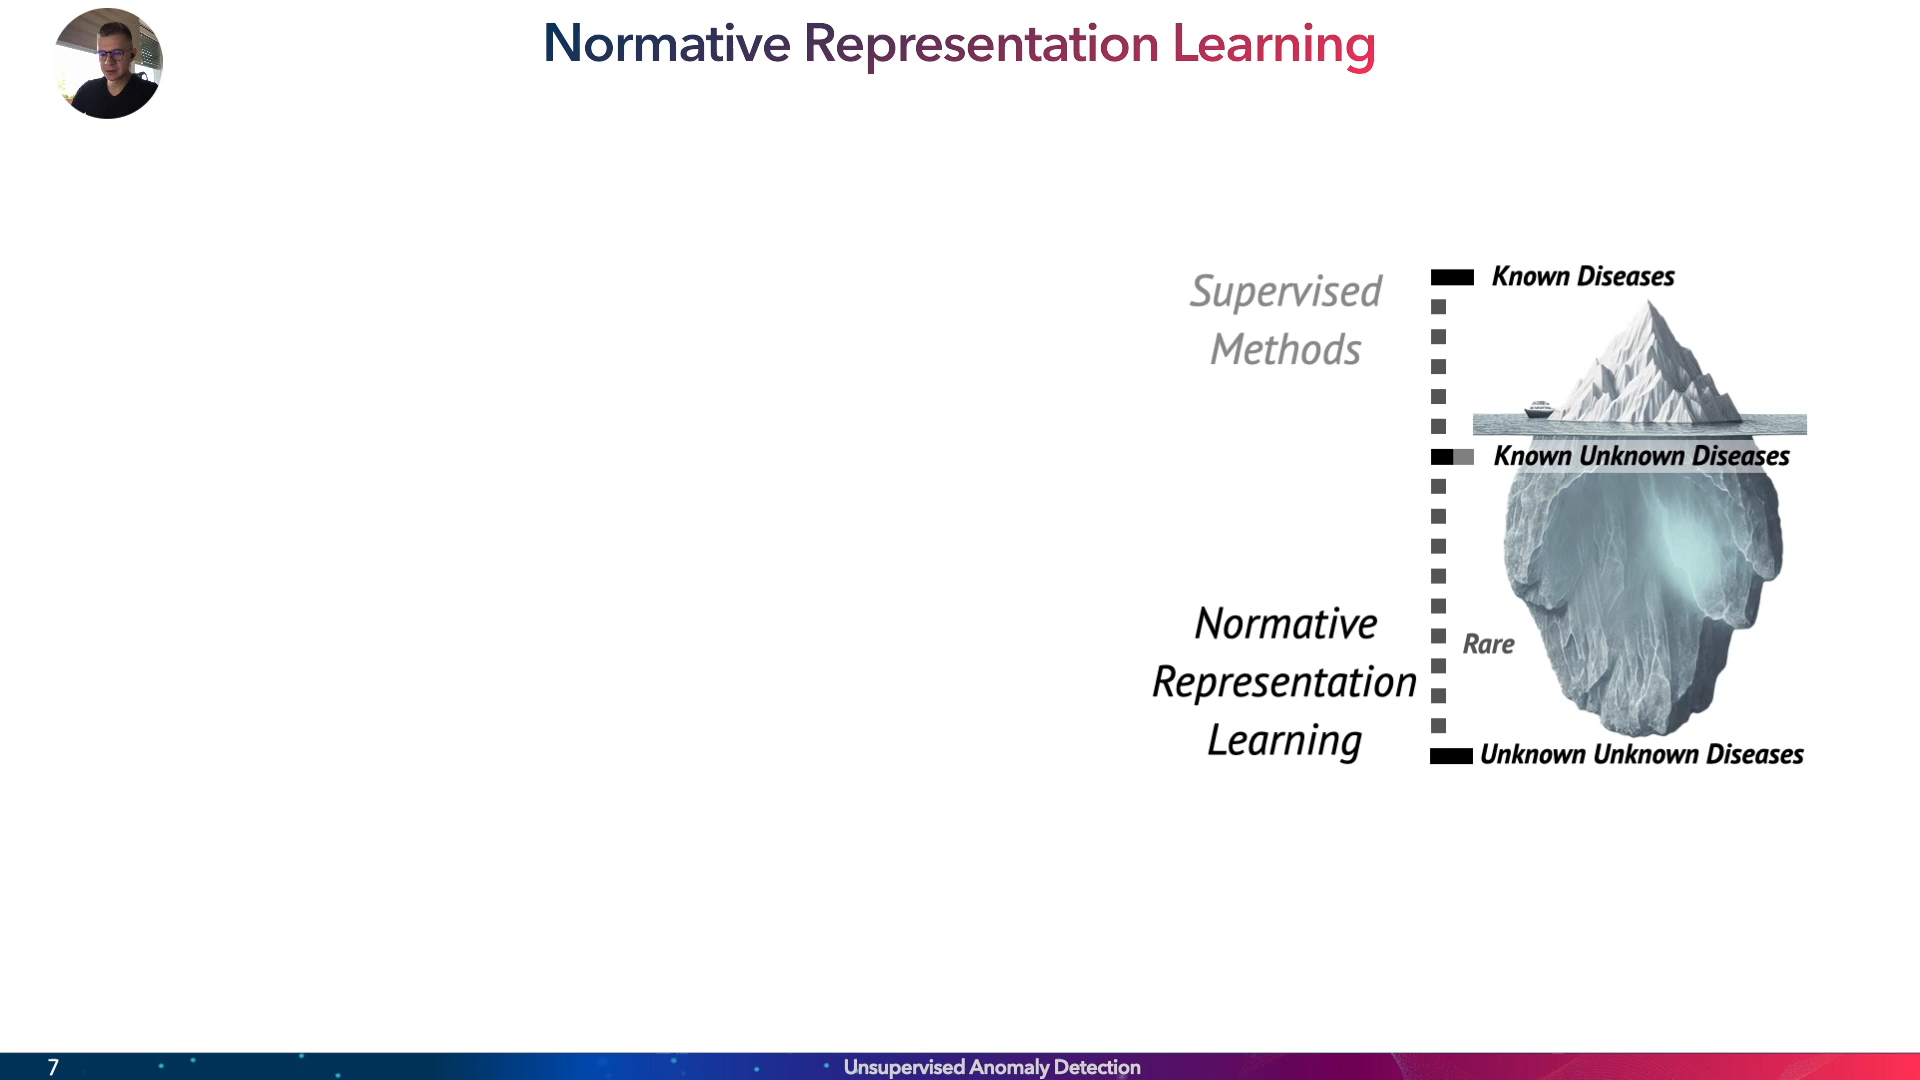 Normative Representation Learning
Supervised
Methods
Known Diseases
Known Unknown Diseases
Normative
Representation
Learning
Rare
Unknown Unknown Diseases
7
Unsupervised Anomaly Detection